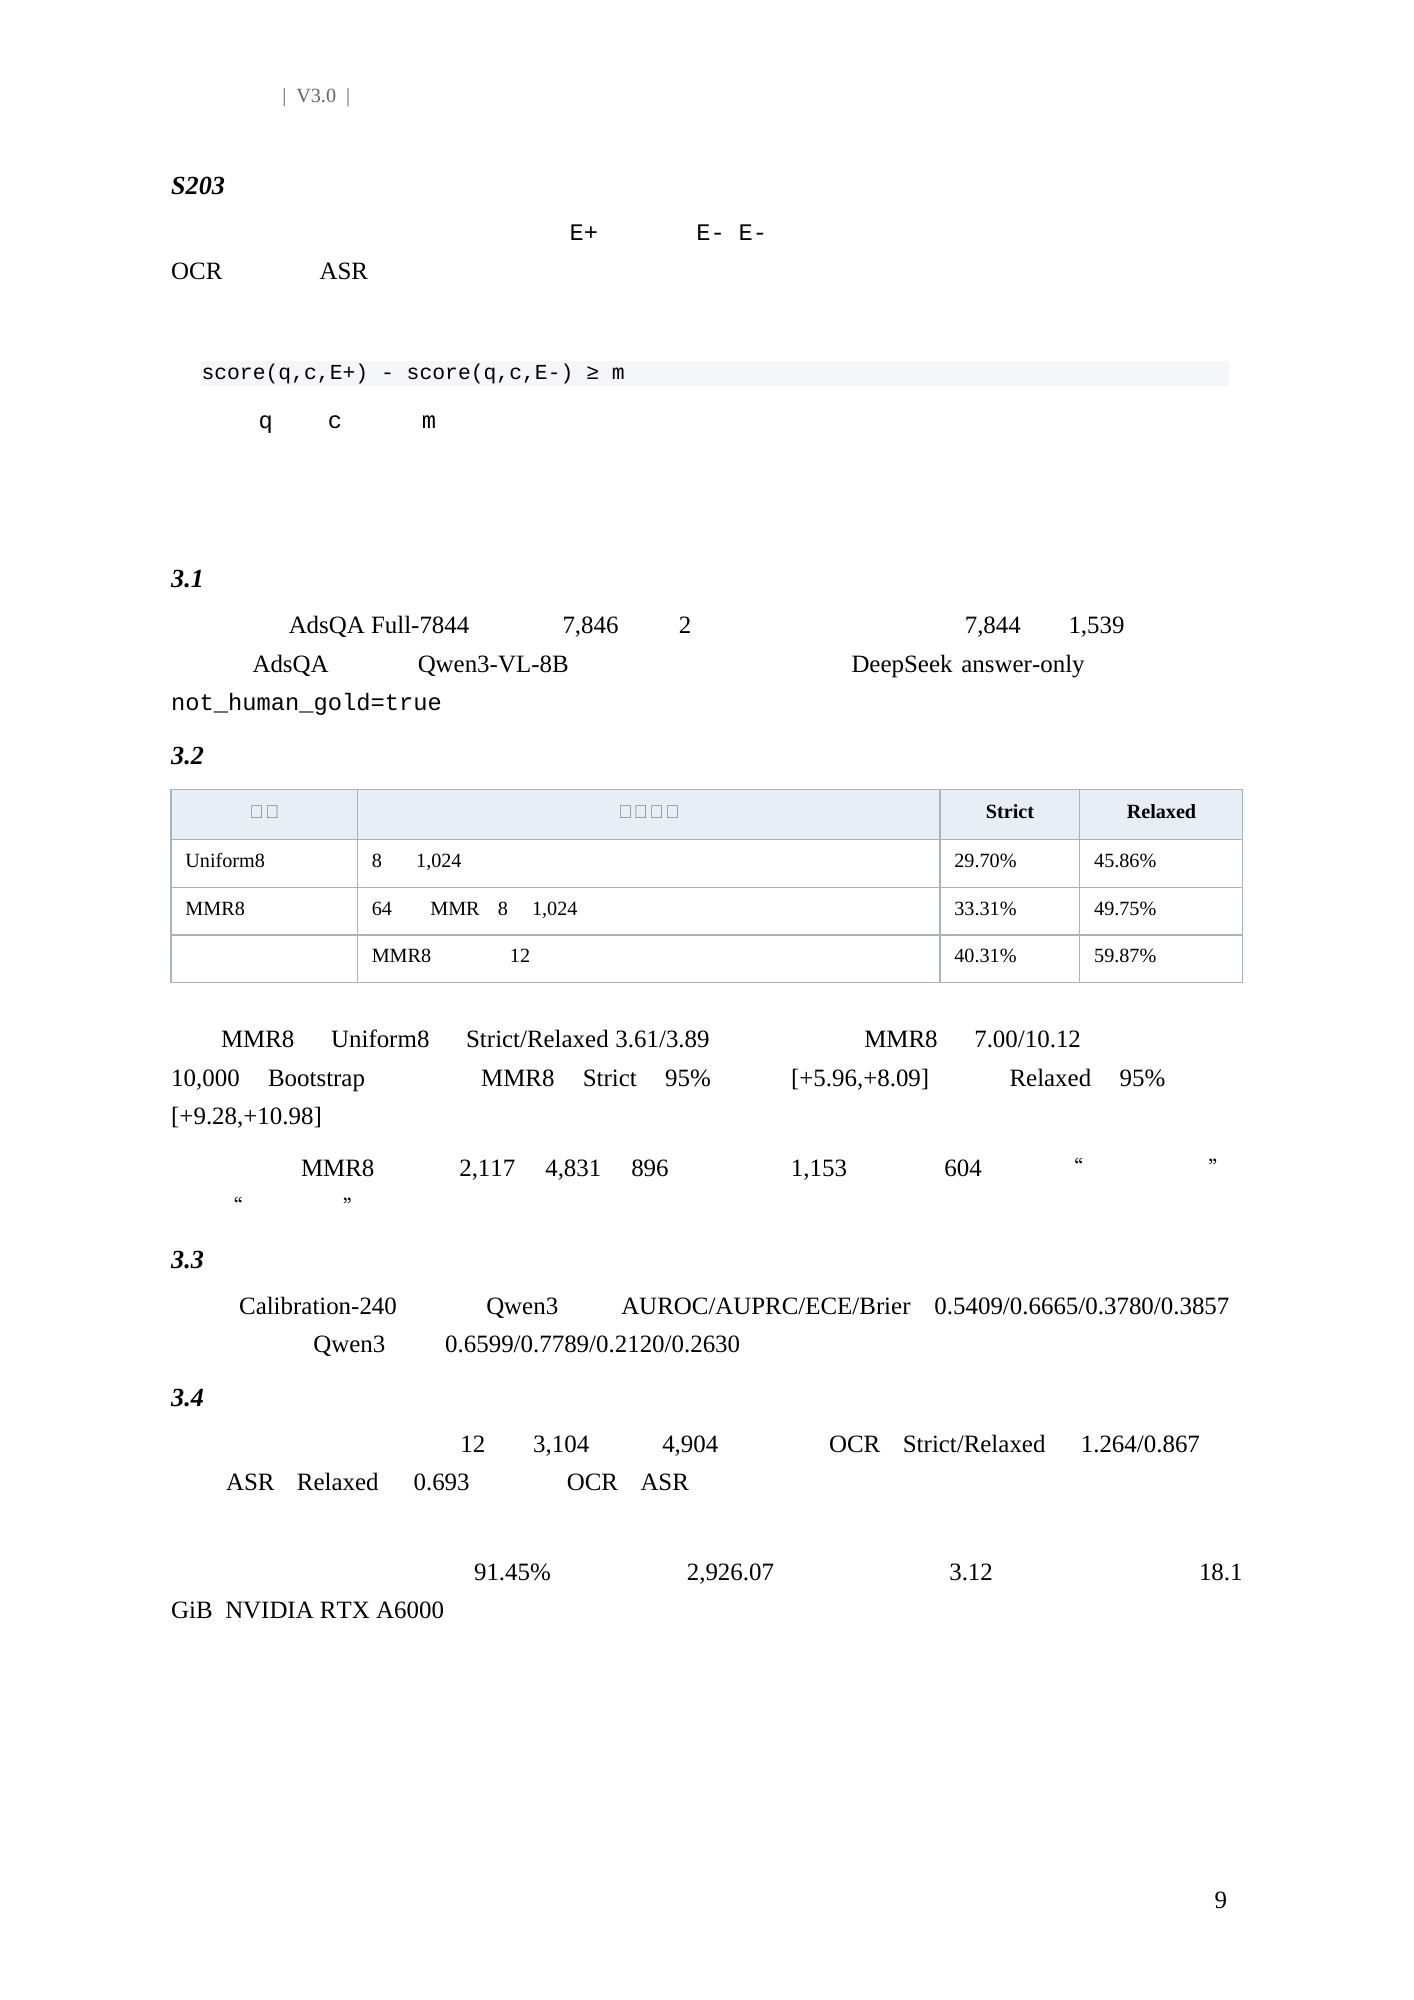 | V3.0 |
S203
E+ E- E-
OCR ASR
score(q,c,E+) - score(q,c,E-) ≥ m
q c m
3.1
AdsQA Full-7844 7,846 2 7,844 1,539
AdsQA Qwen3-VL-8B DeepSeek answer-only
not_human_gold=true
3.2
Strict Relaxed
Uniform8 8 1,024 29.70% 45.86%
MMR8 64 MMR 8 1,024 33.31% 49.75%
MMR8 12 40.31% 59.87%
MMR8 Uniform8 Strict/Relaxed 3.61/3.89 MMR8 7.00/10.12
10,000 Bootstrap MMR8 Strict 95% [+5.96,+8.09] Relaxed 95%
[+9.28,+10.98]
MMR8 2,117 4,831 896 1,153 604 “ ”
“ ”
3.3
Calibration-240 Qwen3 AUROC/AUPRC/ECE/Brier 0.5409/0.6665/0.3780/0.3857
Qwen3 0.6599/0.7789/0.2120/0.2630
3.4
12 3,104 4,904 OCR Strict/Relaxed 1.264/0.867
ASR Relaxed 0.693 OCR ASR
91.45% 2,926.07 3.12 18.1
GiB NVIDIA RTX A6000
9